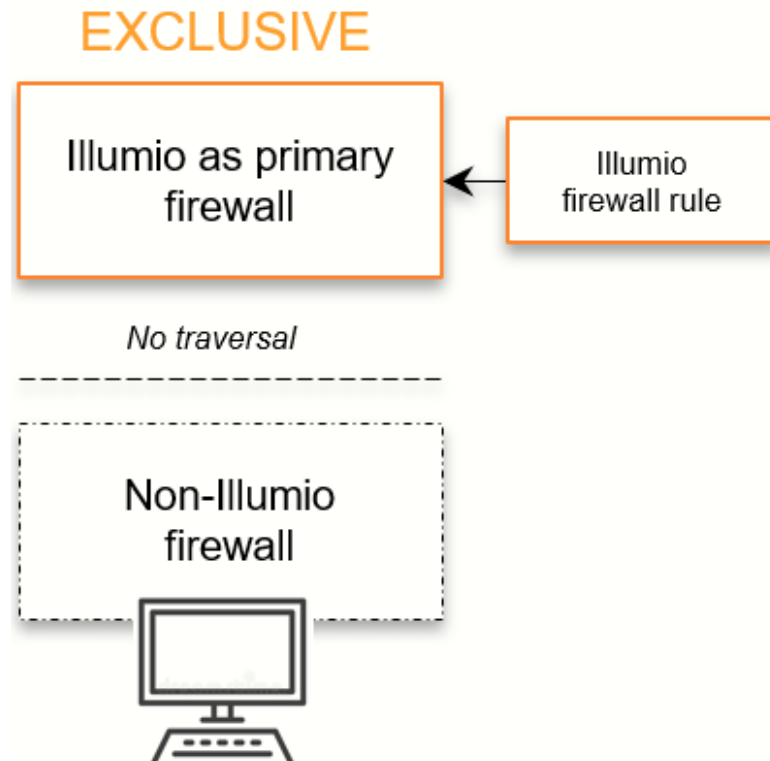 EXCLUSIVE
Illumio as primary
firewall
Illumio
firewall rule
No traversal
Non-Illumio
firewall